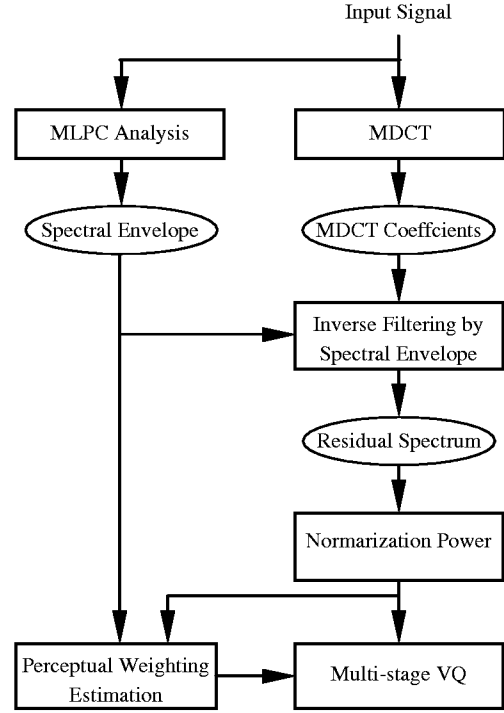 Input Signal
MLPC Analysis
MDCT
Spectral Envelope
MDCT Coeffcients
Inverse Filtering by
Spectral Envelope
Residual Spectrum
Normarization Power
Perceptual Weighting
Estimation
Multi-stage VQ